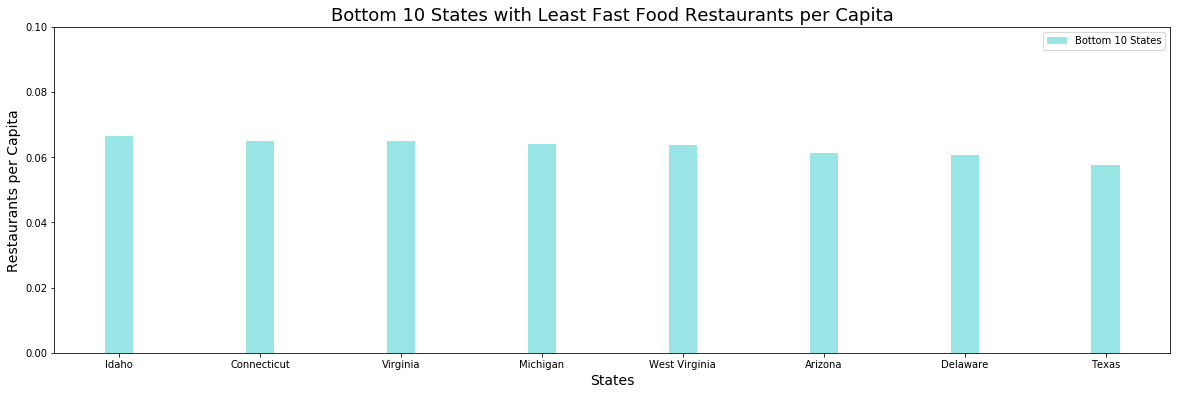 Bottom 10 States with Least Fast Food Restaurants per Capita
Bottom 10 States
Restaurants per Capita
0.10
0.08
0.06
0.04
0.02
0.00
Idaho Connecticut Virginia Michigan West Virginia Arizona Delaware Texas
States